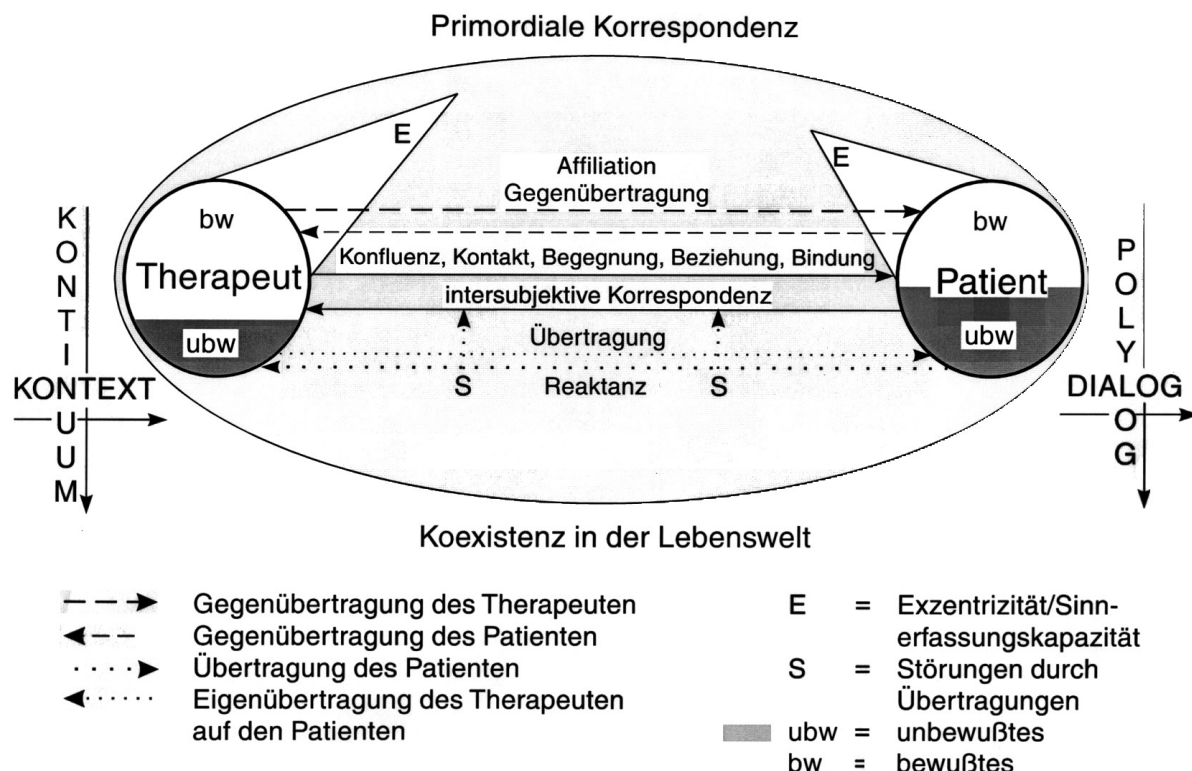 Primordiale Korrespondenz
E
E
Affiliation
Gegenübertragung
bw
bw
KONTINUUM
Konfluenz, Kontakt, Begegnung, Beziehung, Bindung
Therapeut
Patient
POLYLOG
intersubjektive Korrespondenz
ubw
ubw
Übertragung
KONTEXT
S
Reaktanz
S
DIALOG
Koexistenz in der Lebenswelt
Gegenübertragung des Therapeuten
Gegenübertragung des Patienten
Übertragung des Patienten
Eigenübertragung des Therapeuten
auf den Patienten
E = Exzentrizität/Sinn-
erfassungskapazität
S = Störungen durch
Übertragungen
ubw = unbewußtes
bw = bewußtes